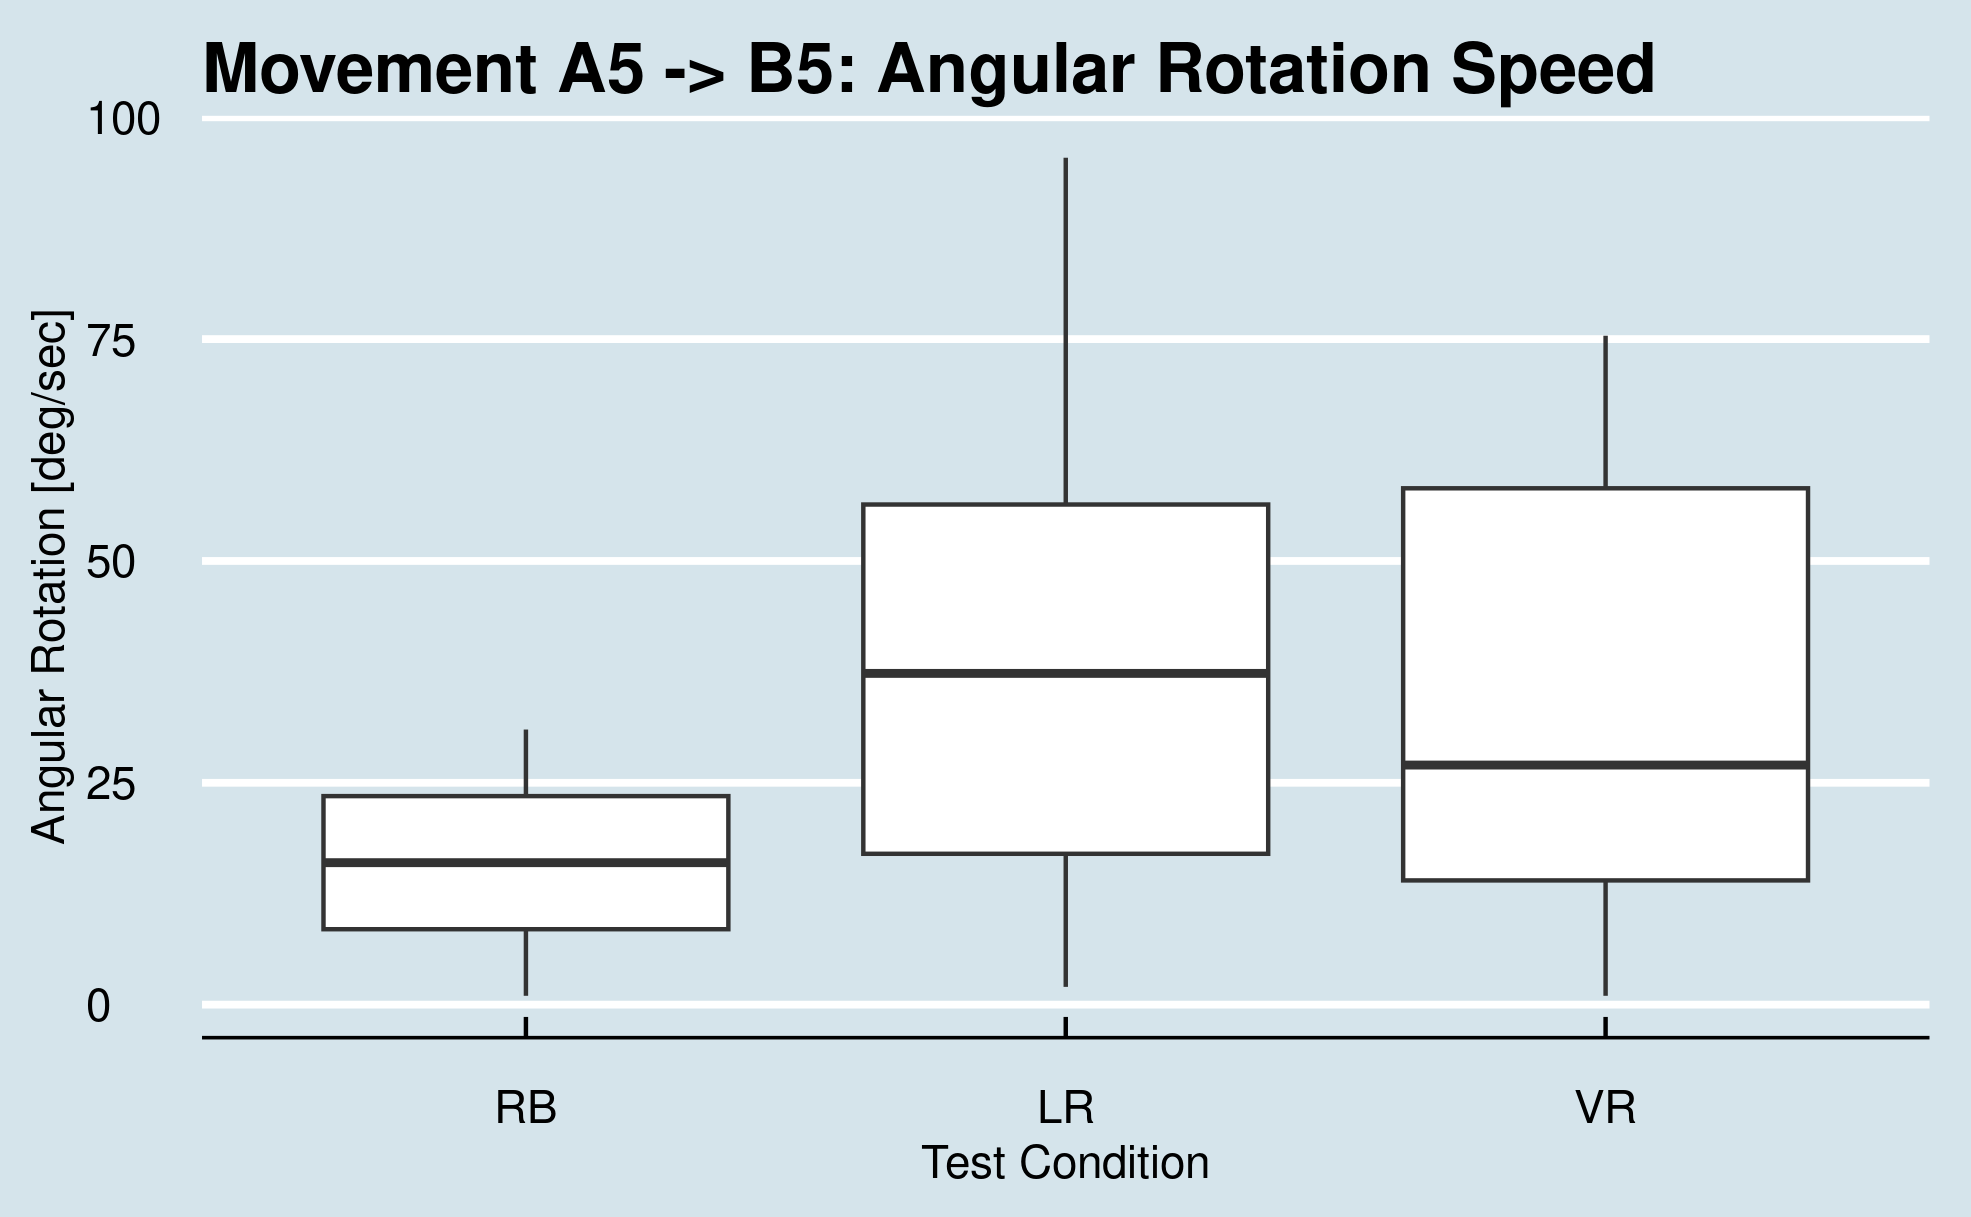 Movement A5 -> B5: Angular Rotation Speed
100
75
50
25
0
Angular Rotation [deg/sec]
RB
LR
VR
Test Condition